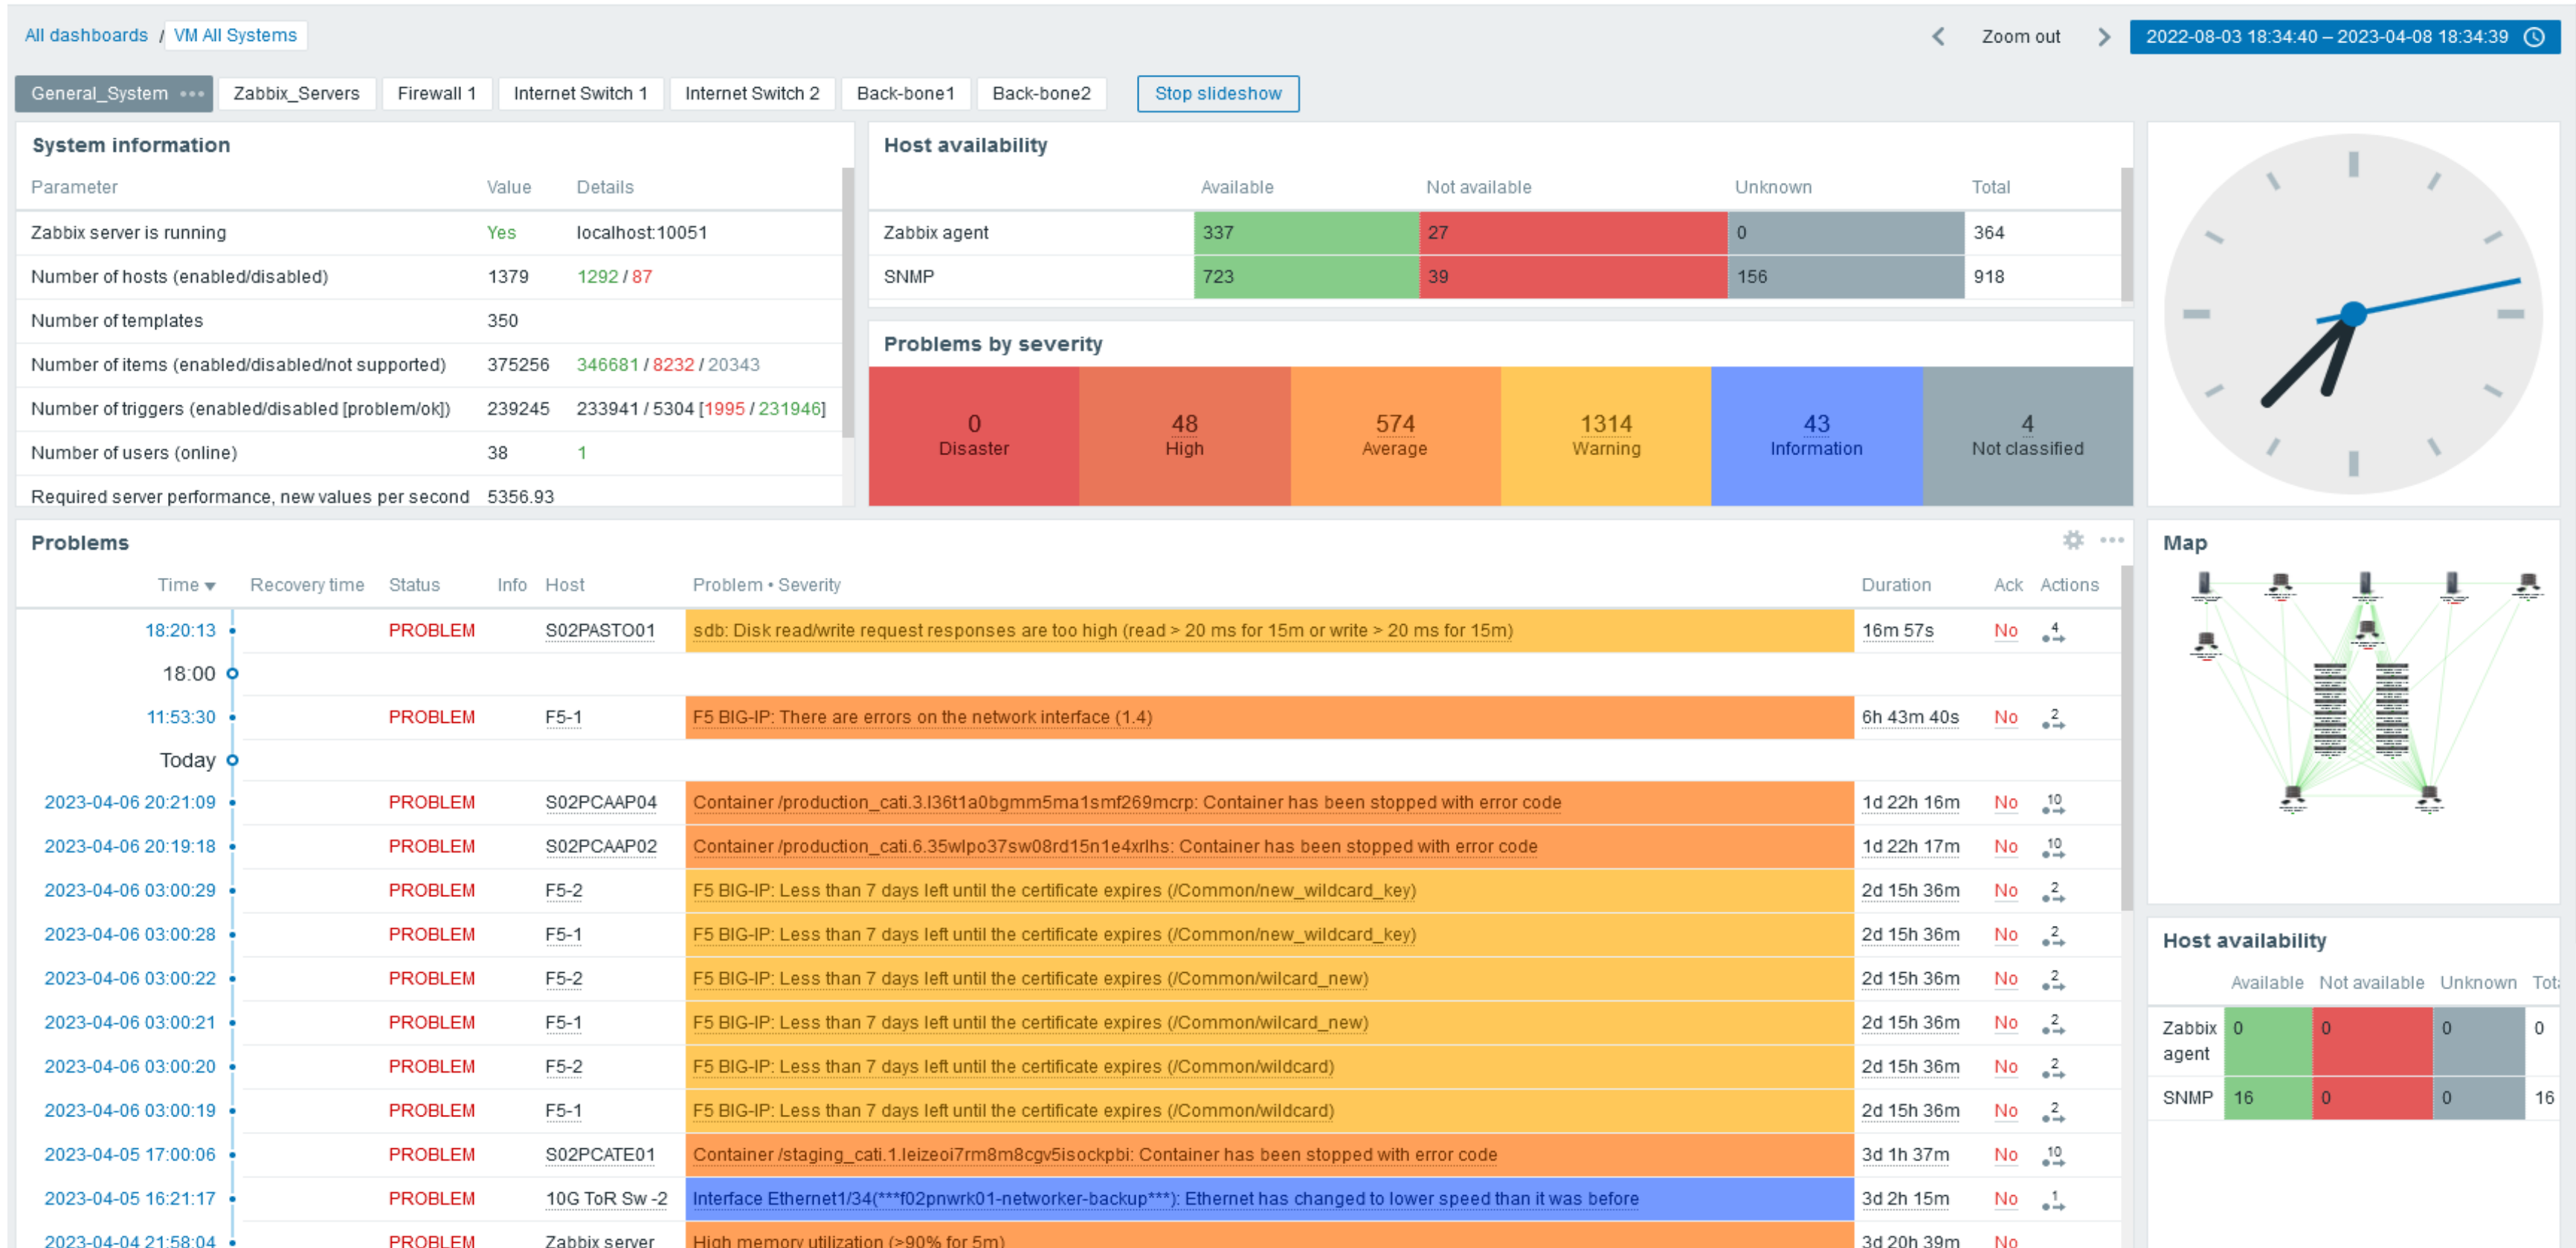 All dashboards / VM All Systems
Zoom out
2022-08-03 18:34:40 – 2023-04-08 18:34:39
General_System Zabbix_Servers Firewall 1 Internet Switch 1 Internet Switch 2 Back-bone1 Back-bone2 Stop slideshow
System information
Parameter Value Details
Zabbix server is running Yes localhost:10051
Number of hosts (enabled/disabled) 1379 1292 / 87
Number of templates 350
Number of items (enabled/disabled/not supported) 375256 346681 / 8232 / 20343
Number of triggers (enabled/disabled [problem/ok]) 239245 233941 / 5304 [1995 / 231946]
Number of users (online) 38 1
Required server performance, new values per second 5356.93
Host availability
Available Not available Unknown Total
Zabbix agent 337 27 0 364
SNMP 723 39 156 918
Problems by severity
0 48 574 1314 43 4
Disaster High Average Warning Information Not classified
Problems
Time ▼ Recovery time Status Info Host Problem • Severity Duration Ack Actions
18:20:13 PROBLEM S02PASTO01 sdb: Disk read/write request responses are too high (read > 20 ms for 15m or write > 20 ms for 15m) 16m 57s No 4
18:00
11:53:30 PROBLEM F5-1 F5 BIG-IP: There are errors on the network interface (1.4) 6h 43m 40s No 2
Today
2023-04-06 20:21:09 PROBLEM S02PCAAP04 Container /production_cati.3.l36t1a0bgmm5ma1smf269mcrp: Container has been stopped with error code 1d 22h 16m No 10
2023-04-06 20:19:18 PROBLEM S02PCAAP02 Container /production_cati.6.35wlpo37sw08rd15n1e4xrlhs: Container has been stopped with error code 1d 22h 17m No 10
2023-04-06 03:00:29 PROBLEM F5-2 F5 BIG-IP: Less than 7 days left until the certificate expires (/Common/new_wildcard_key) 2d 15h 36m No 2
2023-04-06 03:00:28 PROBLEM F5-1 F5 BIG-IP: Less than 7 days left until the certificate expires (/Common/new_wildcard_key) 2d 15h 36m No 2
2023-04-06 03:00:22 PROBLEM F5-2 F5 BIG-IP: Less than 7 days left until the certificate expires (/Common/wilcard_new) 2d 15h 36m No 2
2023-04-06 03:00:21 PROBLEM F5-1 F5 BIG-IP: Less than 7 days left until the certificate expires (/Common/wilcard_new) 2d 15h 36m No 2
2023-04-06 03:00:20 PROBLEM F5-2 F5 BIG-IP: Less than 7 days left until the certificate expires (/Common/wildcard) 2d 15h 36m No 2
2023-04-06 03:00:19 PROBLEM F5-1 F5 BIG-IP: Less than 7 days left until the certificate expires (/Common/wildcard) 2d 15h 36m No 2
2023-04-05 17:00:06 PROBLEM S02PCATE01 Container /staging_cati.1.leizeoi7rm8m8cgv5isockpbi: Container has been stopped with error code 3d 1h 37m No 10
2023-04-05 16:21:17 PROBLEM 10G ToR Sw -2 Interface Ethernet1/34(***f02pnwrk01-networker-backup***): Ethernet has changed to lower speed than it was before 3d 2h 15m No 1
2023-04-04 21:58:04 PROBLEM Zabbix server High memory utilization (>90% for 5m) 3d 20h 39m No
Map
Host availability
Available Not available Unknown
Zabbix agent 0 0 0 0
SNMP 16 0 0 16